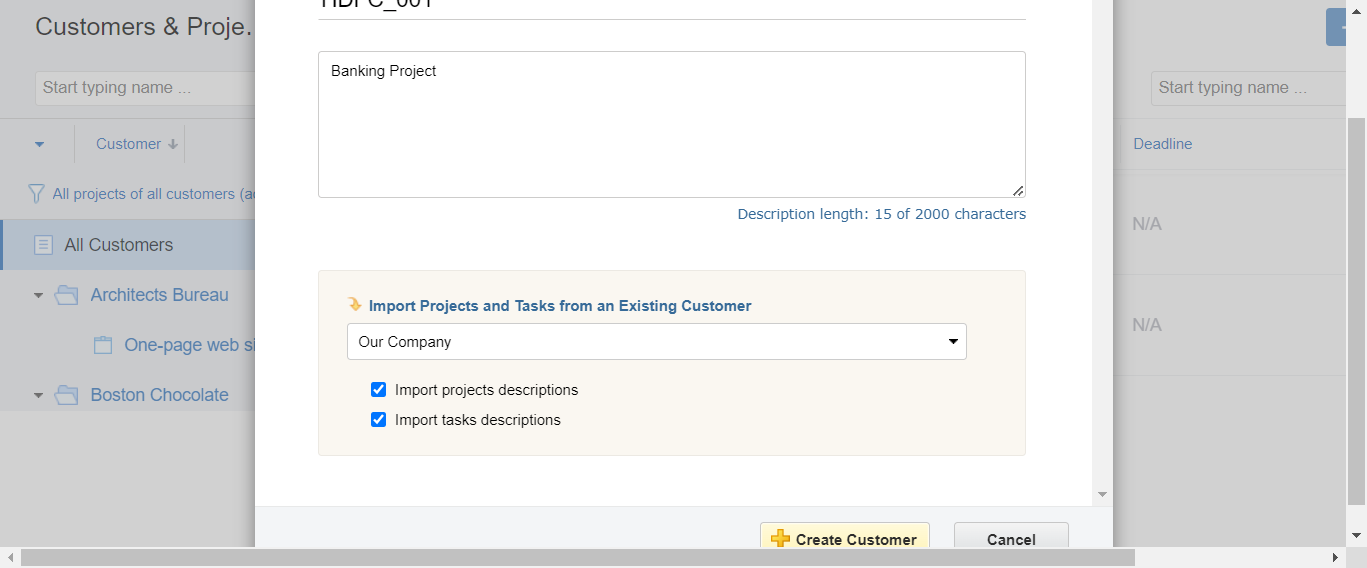 Customers & Proje.
Start typing name ...
Customer
All projects of all customers
All Customers
Architects Bureau
One-page web si
Boston Chocolate
HDFC_001
Banking Project
Description length: 15 of 2000 characters
Import Projects and Tasks from an Existing Customer
Our Company
Import projects descriptions
Import tasks descriptions
Create Customer
Cancel
Start typing name ...
Deadline
N/A
N/A